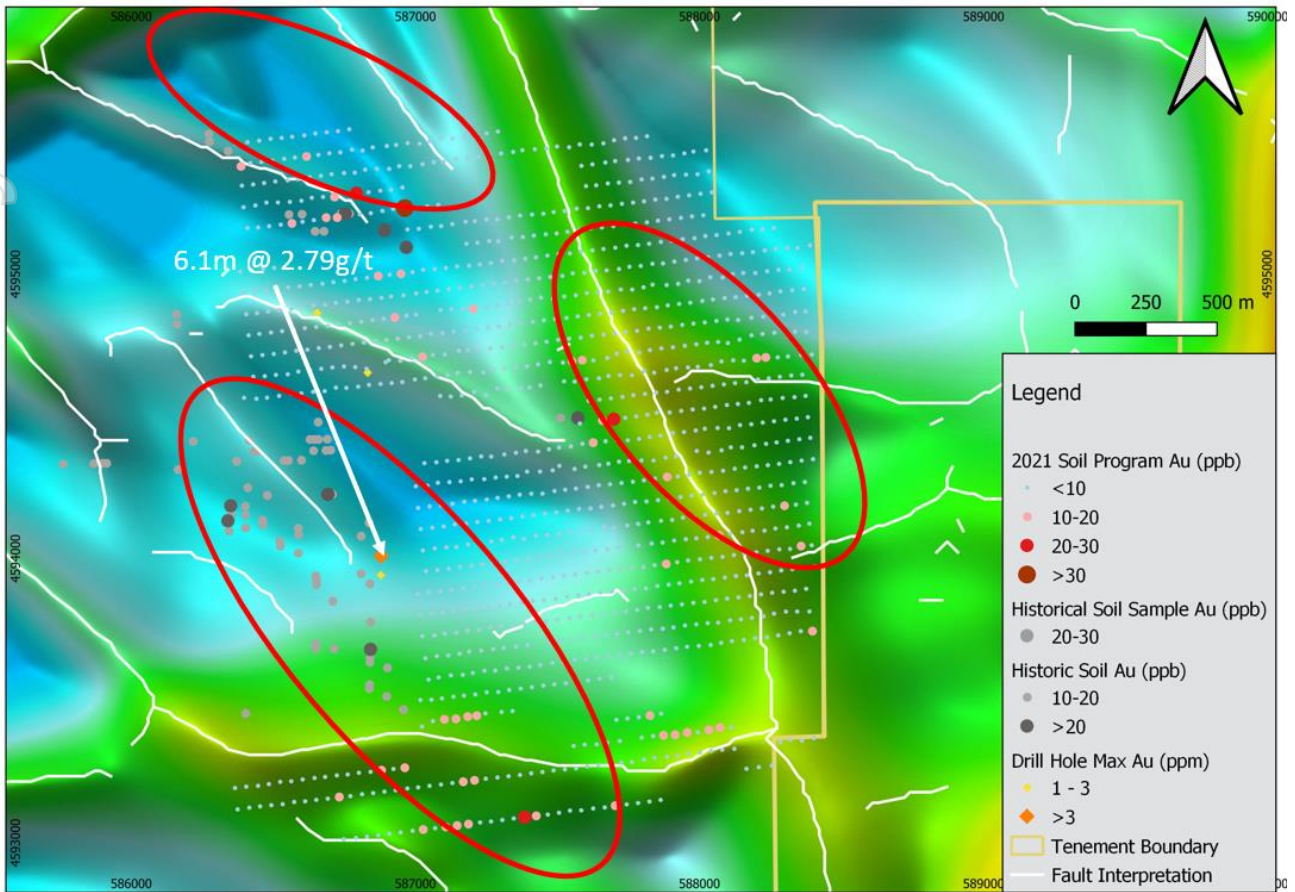 586000
587000
588000
589000
590000
4595000
4595000
6.1m @ 2.79g/t
0 250 500 m
4594000
4593000
Legend
2021 Soil Program Au (ppb)
<10
10-20
20-30
>30
Historical Soil Sample Au (ppb)
20-30
Historic Soil Au (ppb)
10-20
>20
Drill Hole Max Au (ppm)
1 - 3
>3
Tenement Boundary
Fault Interpretation
586000
587000
588000